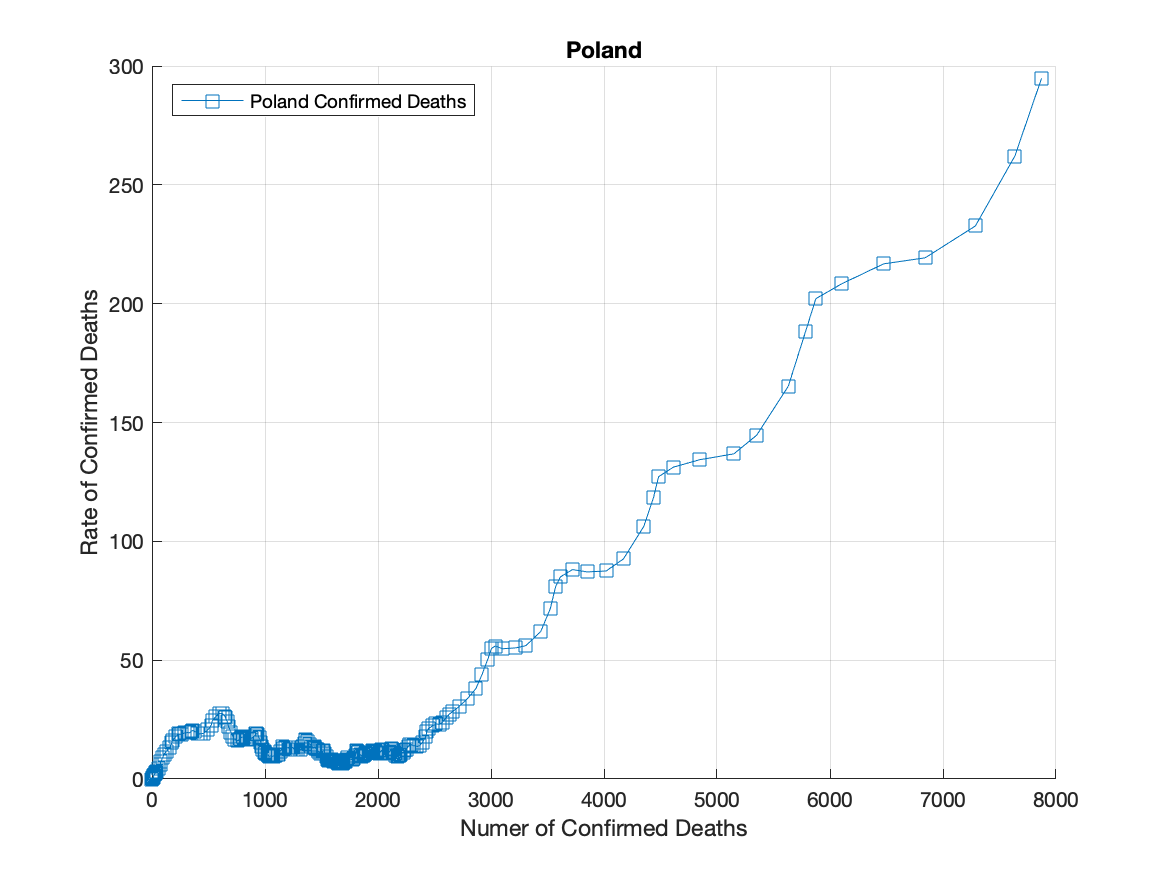 Poland
Poland Confirmed Deaths
300
250
200
150
100
50
0
Rate of Confirmed Deaths
0 1000 2000 3000 4000 5000 6000 7000 8000
Numer of Confirmed Deaths